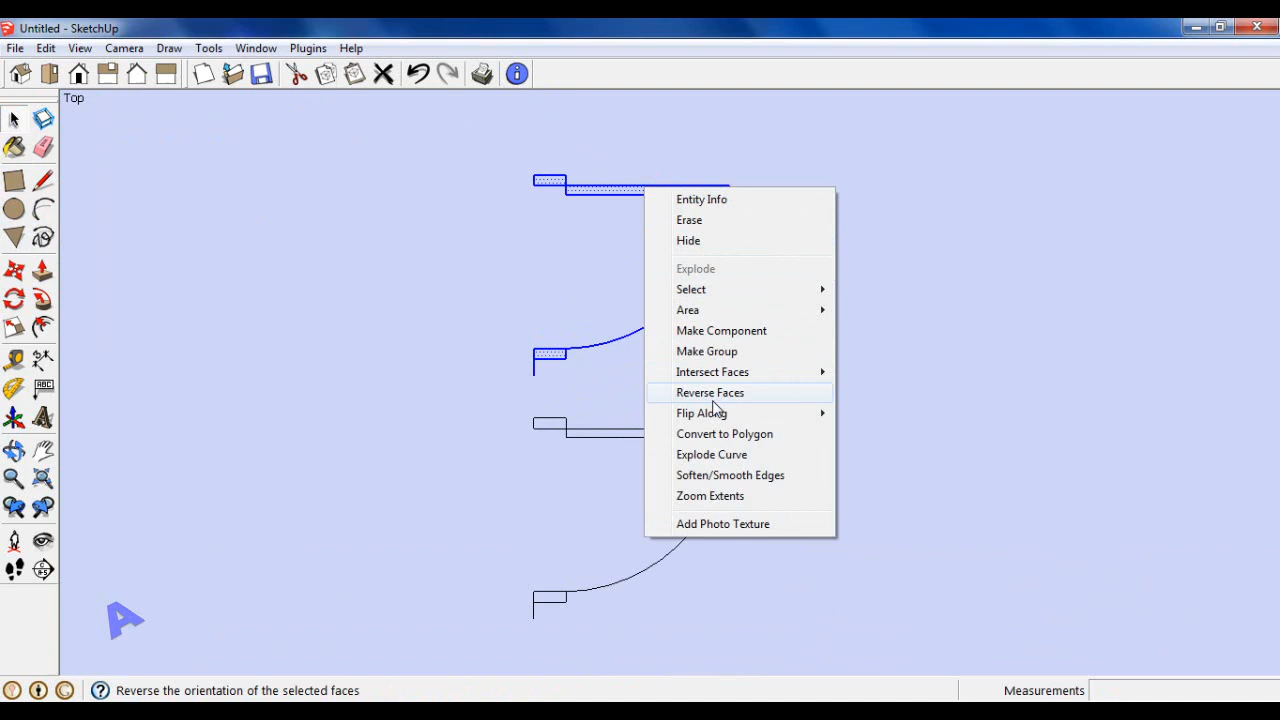 Untitled - SketchUp
File Edit View Camera Draw Tools Window Plugins Help
Top
Entity Info
Erase
Hide
Explode
Select
Area
Make Component
Make Group
Intersect Faces
Reverse Faces
Flip Along
Convert to Polygon
Explode Curve
Soften/Smooth Edges
Zoom Extents
Add Photo Texture
ABC
A
Reverse the orientation of the selected faces
Measurements